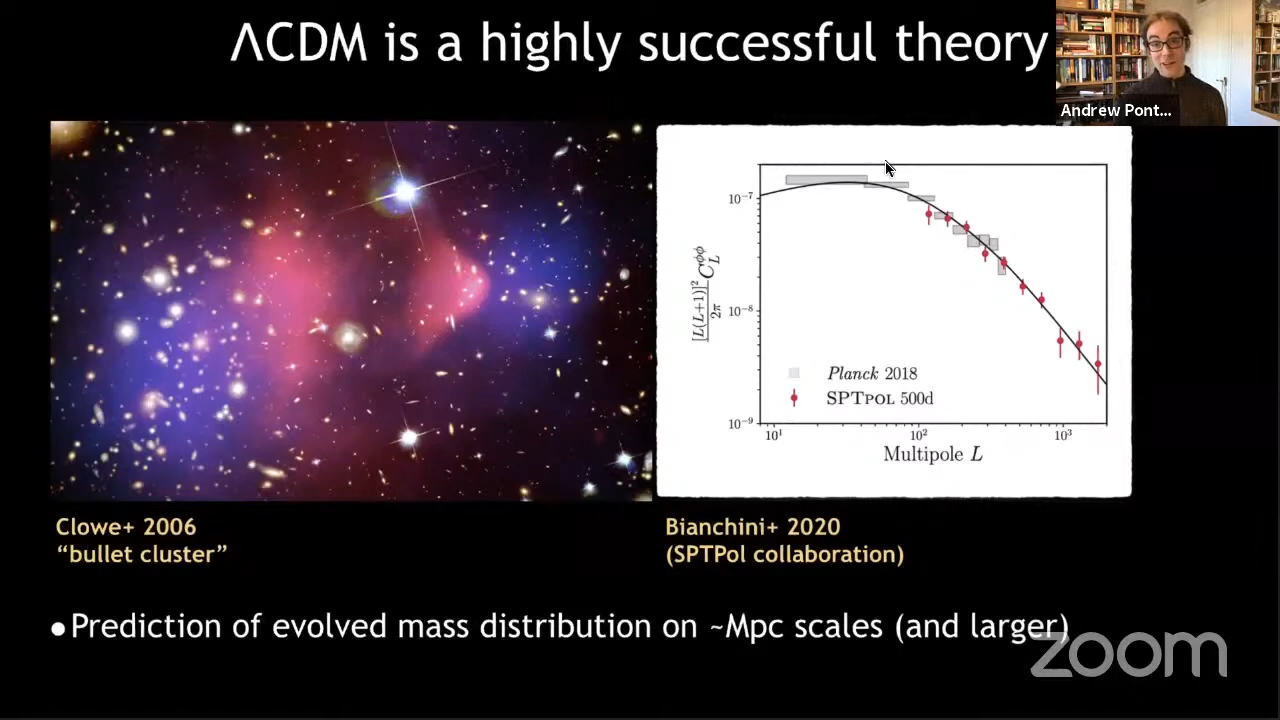 ΛCDM is a highly successful theory
Andrew Pont...
[L(L+1)]²/2π C_L^ϕϕ
10⁻⁷
10⁻⁸
10⁻⁹
Planck 2018
SPTPOL 500d
10¹ 10² 10³
Multipole L
Clowe+ 2006
“bullet cluster”
Bianchini+ 2020
(SPTPol collaboration)
•Prediction of evolved mass distribution on ~Mpc scales (and larger)
zoom